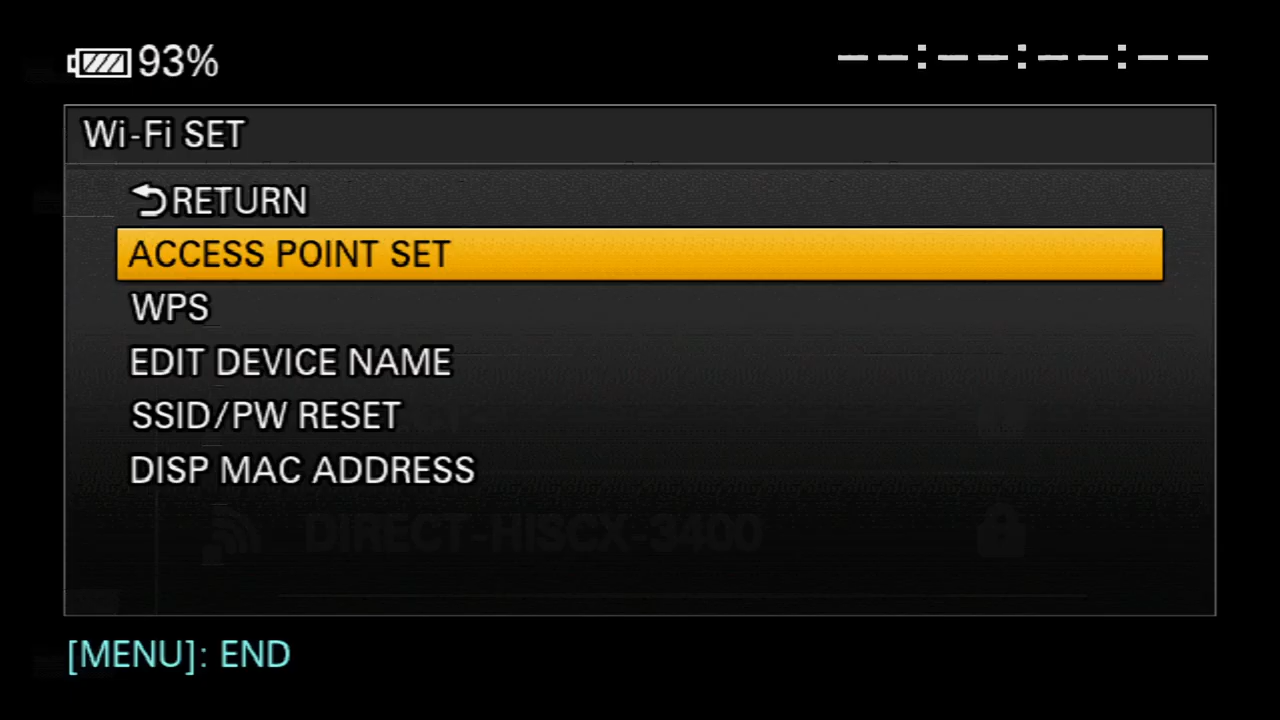 93%
--:--:--:--
Wi-Fi SET
RETURN
ACCESS POINT SET
WPS
EDIT DEVICE NAME
SSID/PW RESET
DISP MAC ADDRESS
[MENU]: END